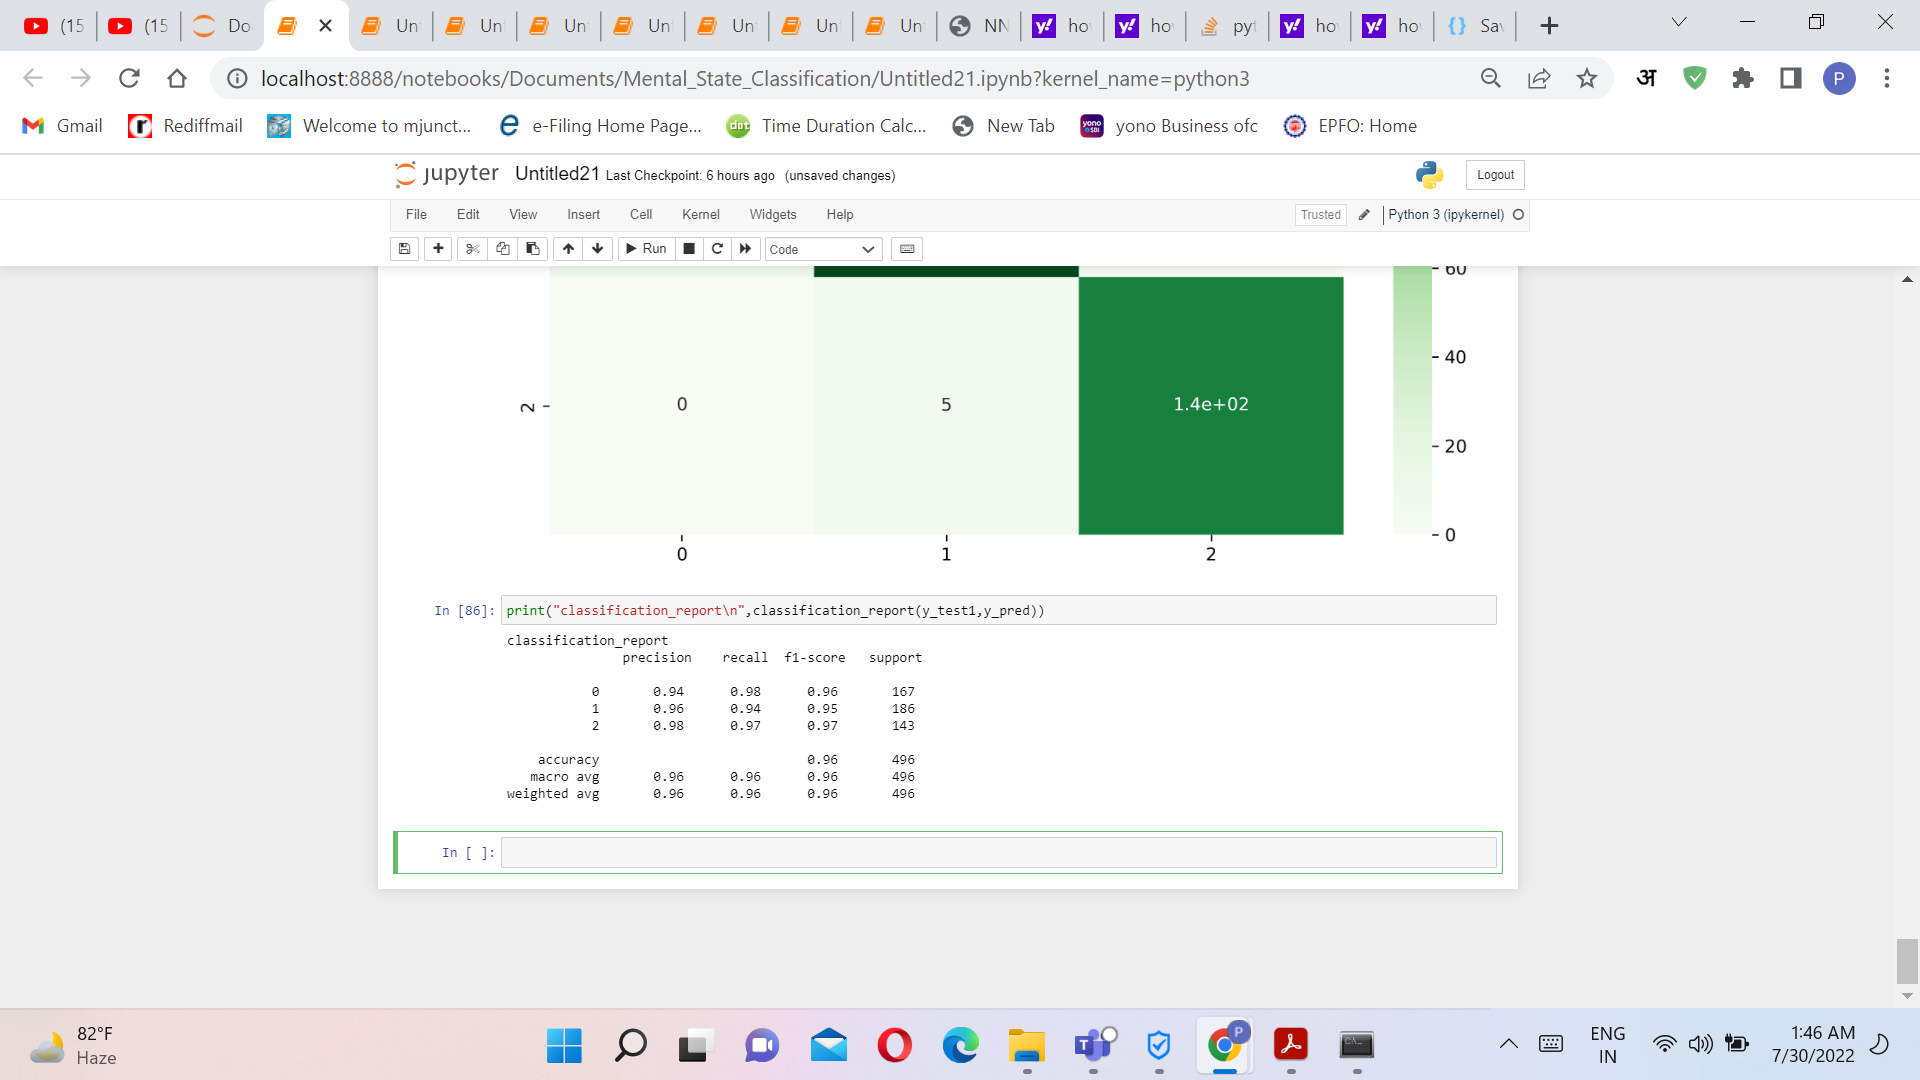 (15
(15
Do
Un
Un
Un
Un
Un
Un
Un
NN
ho
ho
pyt
ho
ho
Sav
localhost:8888/notebooks/Documents/Mental_State_Classification/Untitled21.ipynb?kernel_name=python3
अ
P
Gmail
Rediffmail
Welcome to mjunct...
e-Filing Home Page...
Time Duration Calc...
New Tab
yono Business ofc
EPFO: Home
jupyter Untitled21 Last Checkpoint: 6 hours ago (unsaved changes)
Logout
File Edit View Insert Cell Kernel Widgets Help
Trusted
Python 3 (ipykernel)
Run
Code
60
40
20
0
2
0 5 1.4e+02
0 1 2
In [86]: print("classification_report\n",classification_report(y_test1,y_pred))
classification_report
precision recall f1-score support
0 0.94 0.98 0.96 167
1 0.96 0.94 0.95 186
2 0.98 0.97 0.97 143
accuracy 0.96 496
macro avg 0.96 0.96 0.96 496
weighted avg 0.96 0.96 0.96 496
In [ ]:
82°F
Haze
P
ENG
IN
1:46 AM
7/30/2022